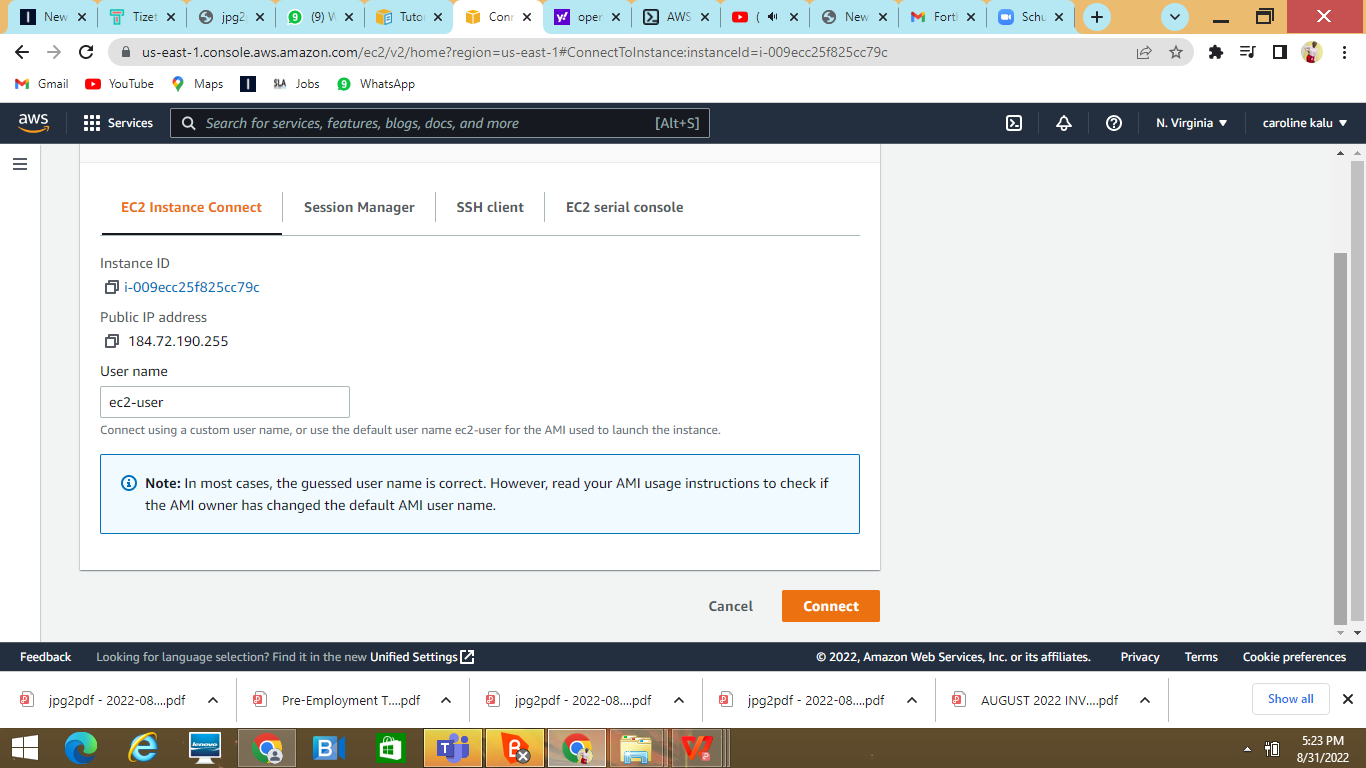 New
Tizet
jpg2
(9) W
Tuto
Conn
oper
AWS
(
New
Fortl
Schu
us-east-1.console.aws.amazon.com/ec2/v2/home?region=us-east-1#ConnectToInstance:instanceId=i-009ecc25f825cc79c
Gmail YouTube Maps SLA Jobs 9 WhatsApp
aws Services Search for services, features, blogs, docs, and more [Alt+S] N. Virginia caroline kalu
EC2 Instance Connect Session Manager SSH client EC2 serial console
Instance ID
i-009ecc25f825cc79c
Public IP address
184.72.190.255
User name
ec2-user
Connect using a custom user name, or use the default user name ec2-user for the AMI used to launch the instance.
Note: In most cases, the guessed user name is correct. However, read your AMI usage instructions to check if
the AMI owner has changed the default AMI user name.
Cancel Connect
Feedback Looking for language selection? Find it in the new Unified Settings © 2022, Amazon Web Services, Inc. or its affiliates. Privacy Terms Cookie preferences
jpg2pdf - 2022-08....pdf Pre-Employment T....pdf jpg2pdf - 2022-08....pdf jpg2pdf - 2022-08....pdf AUGUST 2022 INV....pdf Show all
lenovo
5:23 PM
8/31/2022